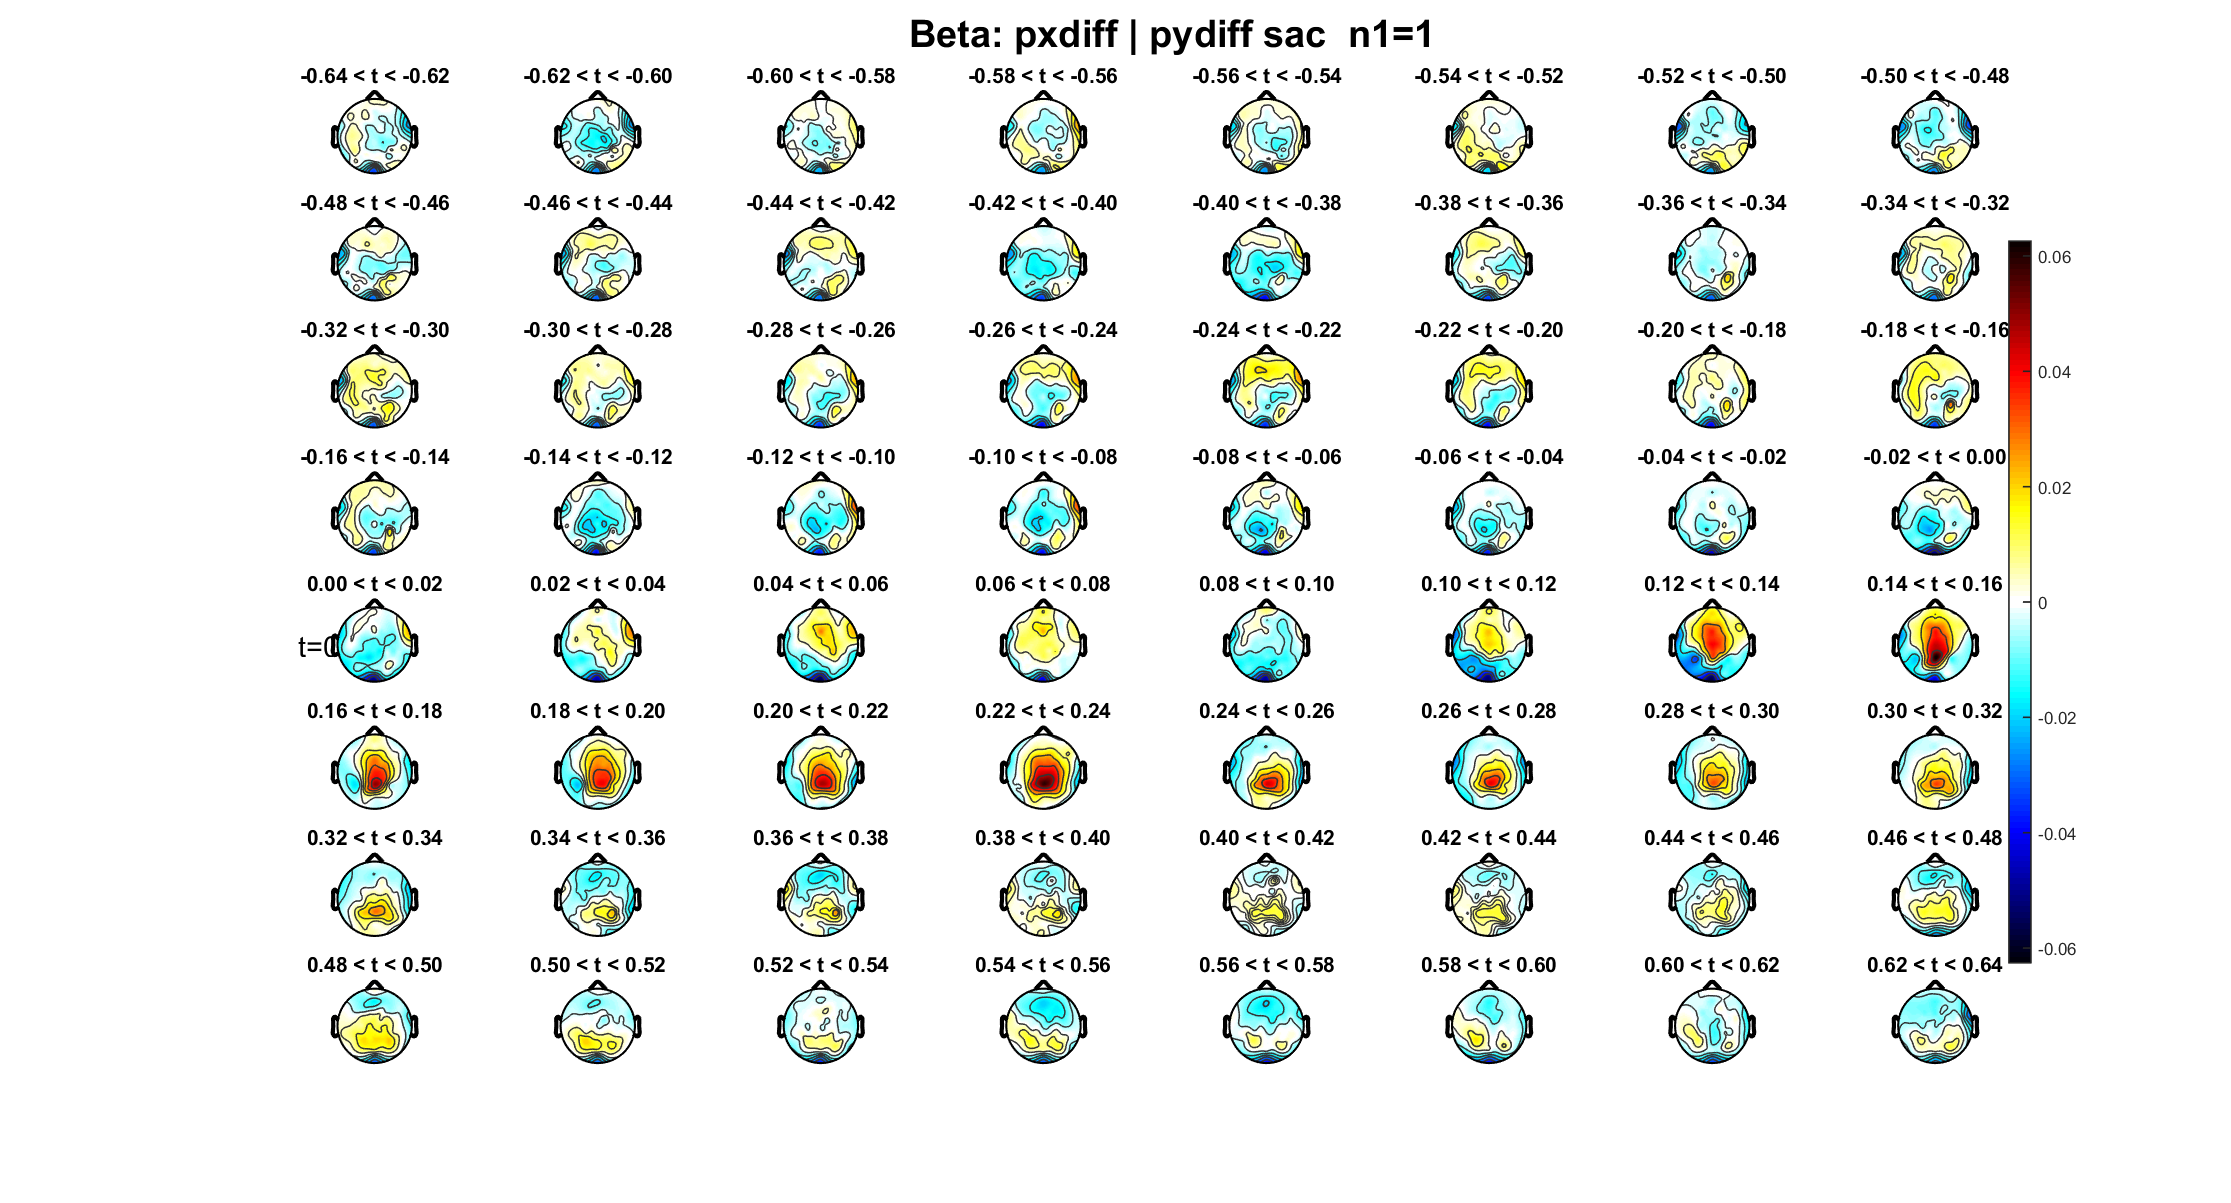 Beta: pxdiff | pydiff sac  n1=1
-0.64 < t < -0.62 -0.62 < t < -0.60 -0.60 < t < -0.58 -0.58 < t < -0.56 -0.56 < t < -0.54 -0.54 < t < -0.52 -0.52 < t < -0.50 -0.50 < t < -0.48
-0.48 < t < -0.46 -0.46 < t < -0.44 -0.44 < t < -0.42 -0.42 < t < -0.40 -0.40 < t < -0.38 -0.38 < t < -0.36 -0.36 < t < -0.34 -0.34 < t < -0.32
0.06
-0.32 < t < -0.30 -0.30 < t < -0.28 -0.28 < t < -0.26 -0.26 < t < -0.24 -0.24 < t < -0.22 -0.22 < t < -0.20 -0.20 < t < -0.18 -0.18 < t < -0.16
0.04
-0.16 < t < -0.14 -0.14 < t < -0.12 -0.12 < t < -0.10 -0.10 < t < -0.08 -0.08 < t < -0.06 -0.06 < t < -0.04 -0.04 < t < -0.02 -0.02 < t < 0.00
0.02
0.00 < t < 0.02 0.02 < t < 0.04 0.04 < t < 0.06 0.06 < t < 0.08 0.08 < t < 0.10 0.10 < t < 0.12 0.12 < t < 0.14 0.14 < t < 0.16
0
t=0
0.16 < t < 0.18 0.18 < t < 0.20 0.20 < t < 0.22 0.22 < t < 0.24 0.24 < t < 0.26 0.26 < t < 0.28 0.28 < t < 0.30 0.30 < t < 0.32
-0.02
0.32 < t < 0.34 0.34 < t < 0.36 0.36 < t < 0.38 0.38 < t < 0.40 0.40 < t < 0.42 0.42 < t < 0.44 0.44 < t < 0.46 0.46 < t < 0.48
-0.04
0.48 < t < 0.50 0.50 < t < 0.52 0.52 < t < 0.54 0.54 < t < 0.56 0.56 < t < 0.58 0.58 < t < 0.60 0.60 < t < 0.62 0.62 < t < 0.64
-0.06